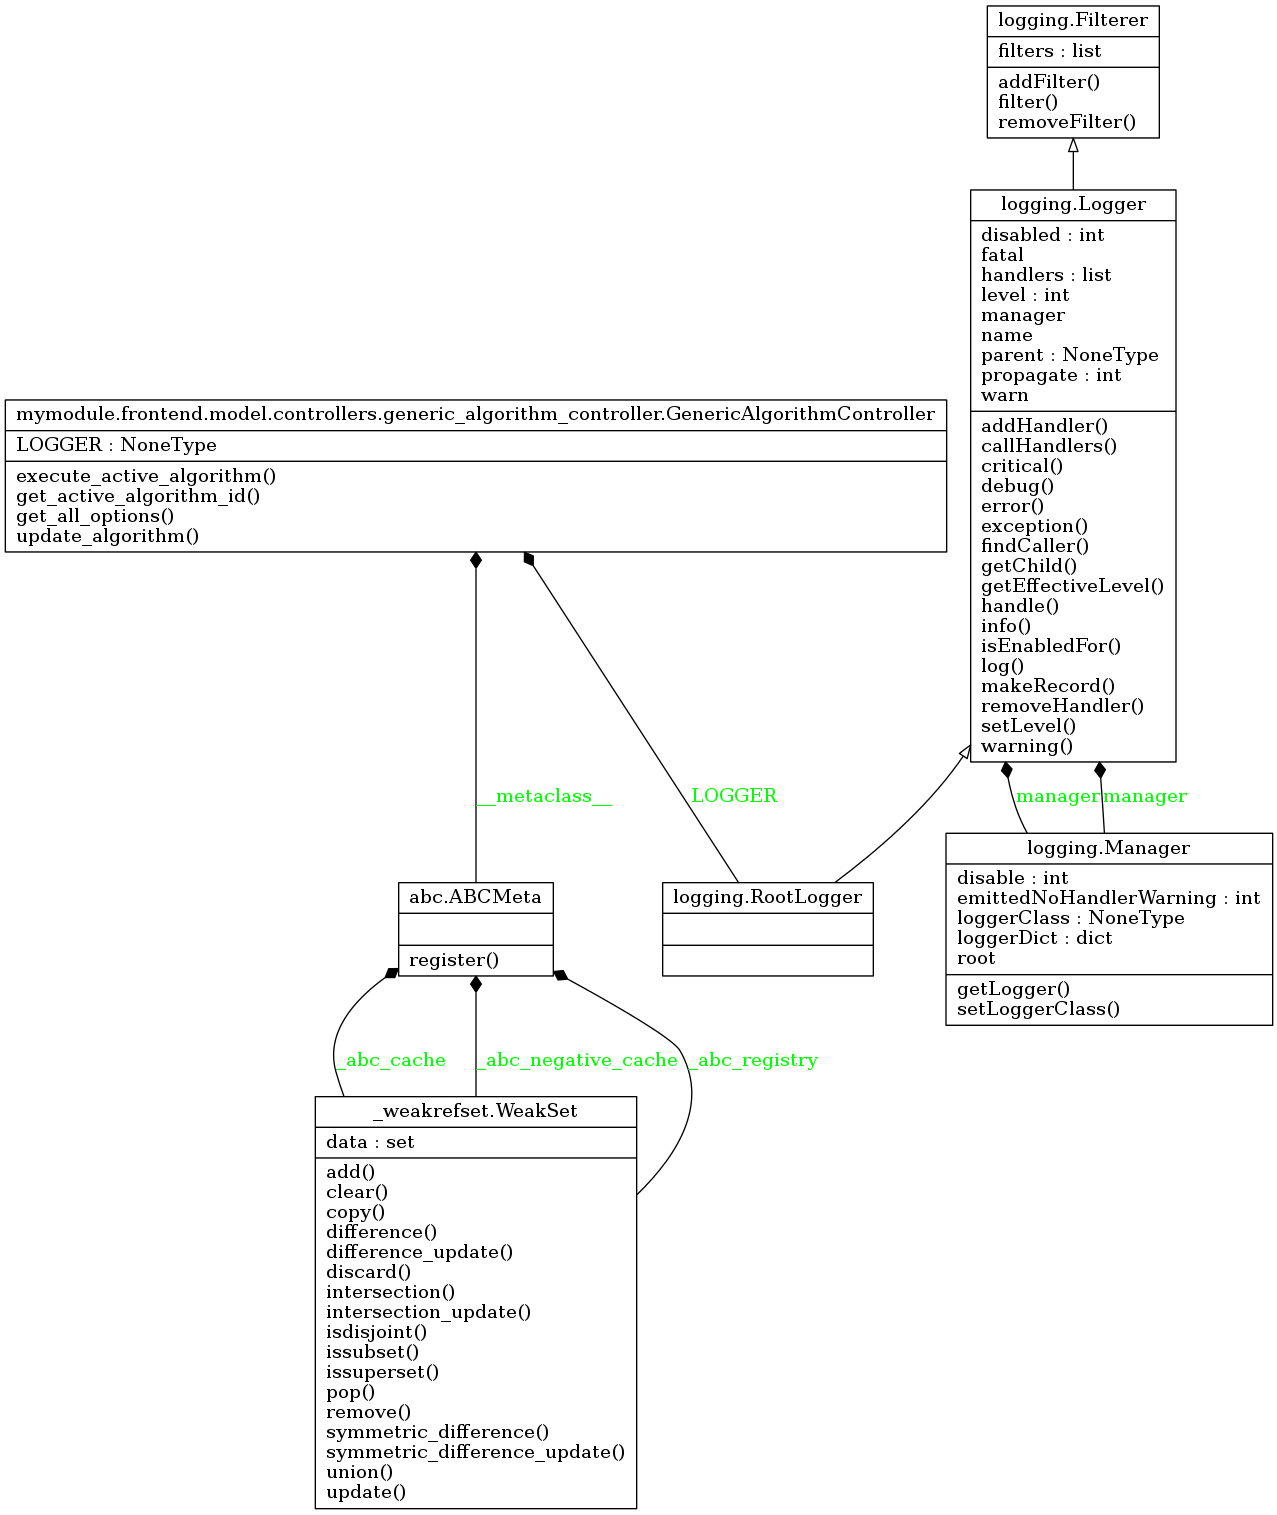 logging.Filterer
filters : list
addFilter()
filter()
removeFilter()
logging.Logger
disabled : int
fatal
handlers : list
level : int
manager
name
parent : NoneType
propagate : int
warn
addHandler()
callHandlers()
critical()
debug()
error()
exception()
findCaller()
getChild()
getEffectiveLevel()
handle()
info()
isEnabledFor()
log()
makeRecord()
removeHandler()
setLevel()
warning()
mymodule.frontend.model.controllers.generic_algorithm_controller.GenericAlgorithmController
LOGGER : NoneType
execute_active_algorithm()
get_active_algorithm_id()
get_all_options()
update_algorithm()
__metaclass__
LOGGER
manager
manager
abc.ABCMeta
register()
logging.RootLogger
logging.Manager
disable : int
emittedNoHandlerWarning : int
loggerClass : NoneType
loggerDict : dict
root
getLogger()
setLoggerClass()
_abc_cache
_abc_negative_cache
_abc_registry
_weakrefset.WeakSet
data : set
add()
clear()
copy()
difference()
difference_update()
discard()
intersection()
intersection_update()
isdisjoint()
issubset()
issuperset()
pop()
remove()
symmetric_difference()
symmetric_difference_update()
union()
update()